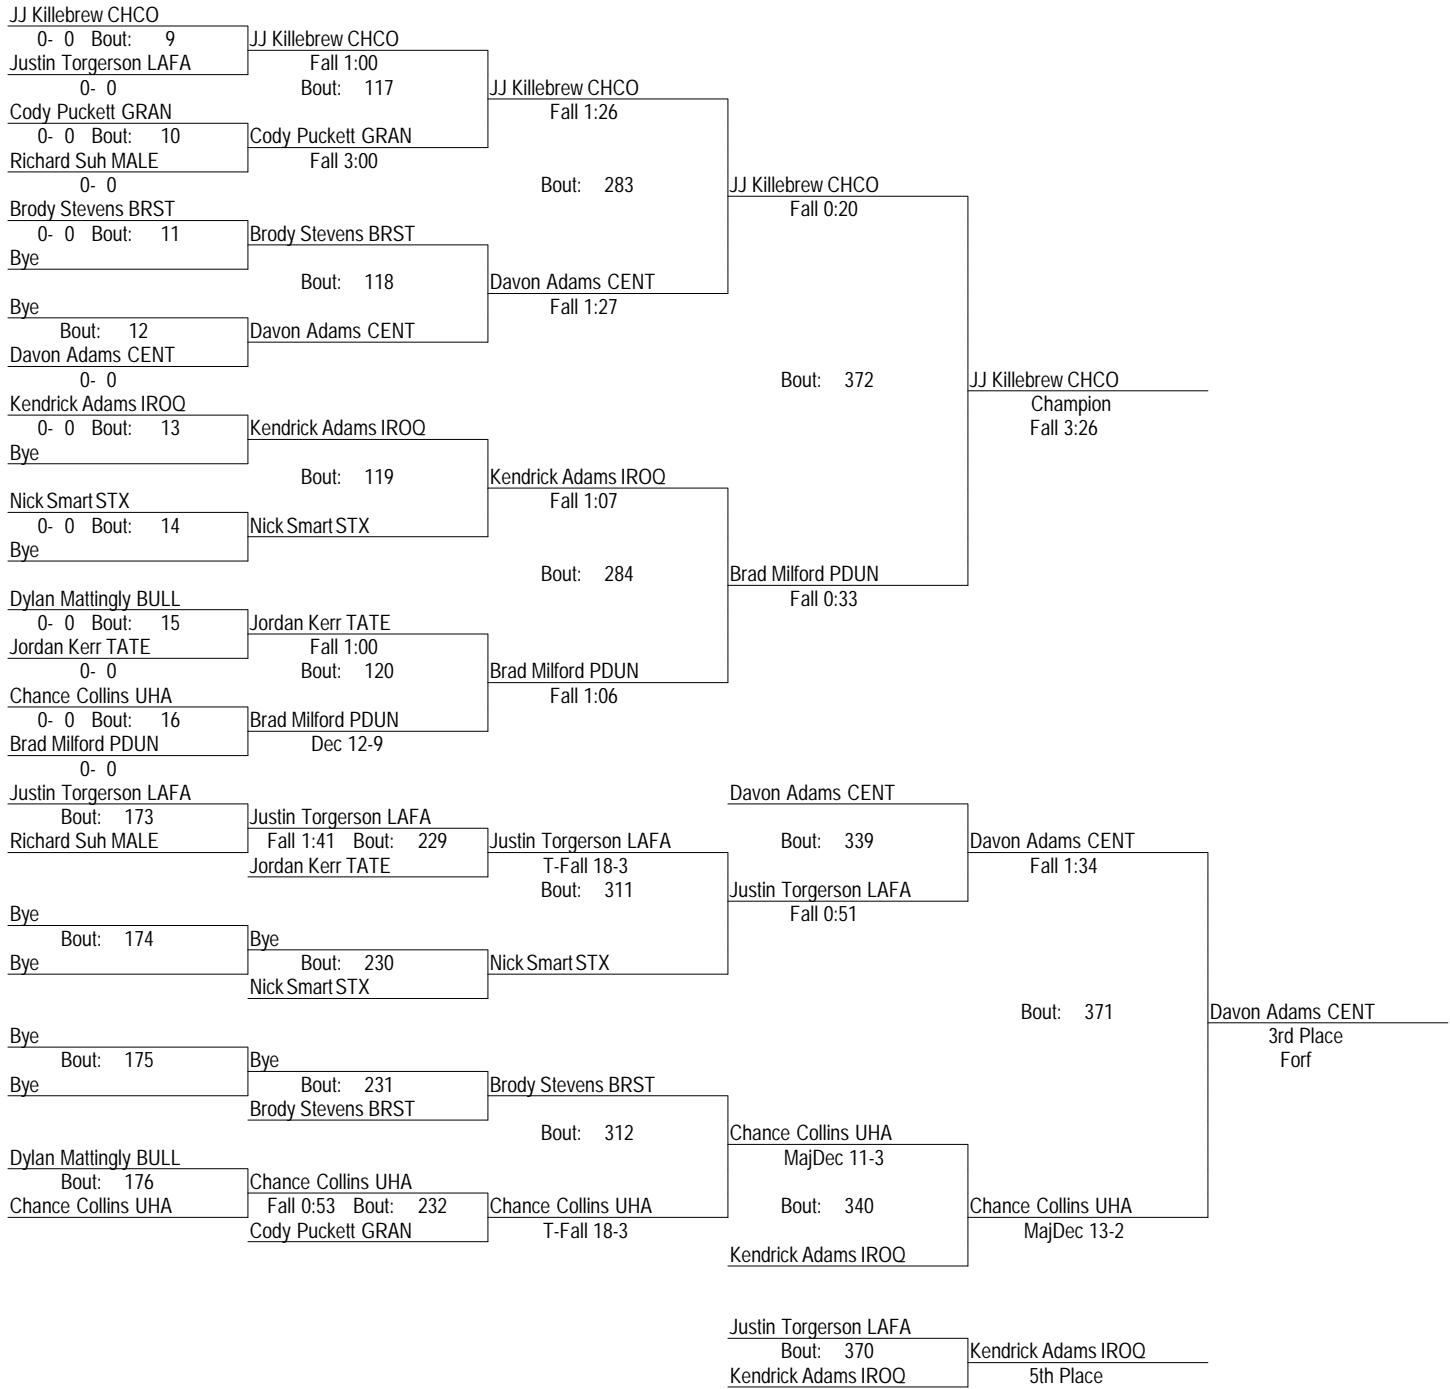 JJ Killebrew CHCO
0- 0 Bout: 9
JJ Killebrew CHCO
Justin Torgerson LAFA
Fall 1:00
0- 0
Bout: 117
JJ Killebrew CHCO
Cody Puckett GRAN
Fall 1:26
0- 0 Bout: 10
Cody Puckett GRAN
Richard Suh MALE
Fall 3:00
0- 0
Bout: 283
JJ Killebrew CHCO
Brody Stevens BRST
Fall 0:20
0- 0 Bout: 11
Brody Stevens BRST
Bye
Bout: 118
Davon Adams CENT
Bye
Fall 1:27
Bout: 12
Davon Adams CENT
Davon Adams CENT
0- 0
Bout: 372
JJ Killebrew CHCO
Kendrick Adams IROQ
Champion
0- 0 Bout: 13
Kendrick Adams IROQ
Fall 3:26
Bye
Bout: 119
Kendrick Adams IROQ
Nick Smart STX
Fall 1:07
0- 0 Bout: 14
Nick Smart STX
Bye
Bout: 284
Brad Milford PDUN
Dylan Mattingly BULL
Fall 0:33
0- 0 Bout: 15
Jordan Kerr TATE
Jordan Kerr TATE
Fall 1:00
0- 0
Bout: 120
Brad Milford PDUN
Chance Collins UHA
Fall 1:06
0- 0 Bout: 16
Brad Milford PDUN
Brad Milford PDUN
Dec 12-9
0- 0
Justin Torgerson LAFA
Davon Adams CENT
Bout: 173
Justin Torgerson LAFA
Richard Suh MALE
Fall 1:41 Bout: 229
Justin Torgerson LAFA
Bout: 339
Davon Adams CENT
Jordan Kerr TATE
T-Fall 18-3
Fall 1:34
Bout: 311
Justin Torgerson LAFA
Bye
Fall 0:51
Bout: 174
Bye
Bye
Bout: 230
Nick Smart STX
Nick Smart STX
Bout: 371
Davon Adams CENT
Bye
3rd Place
Bout: 175
Bye
Forf
Bye
Bout: 231
Brody Stevens BRST
Brody Stevens BRST
Bout: 312
Chance Collins UHA
Dylan Mattingly BULL
MajDec 11-3
Bout: 176
Chance Collins UHA
Chance Collins UHA
Fall 0:53 Bout: 232
Chance Collins UHA
Bout: 340
Chance Collins UHA
Cody Puckett GRAN
T-Fall 18-3
MajDec 13-2
Kendrick Adams IROQ
Justin Torgerson LAFA
Bout: 370
Kendrick Adams IROQ
Kendrick Adams IROQ
5th Place